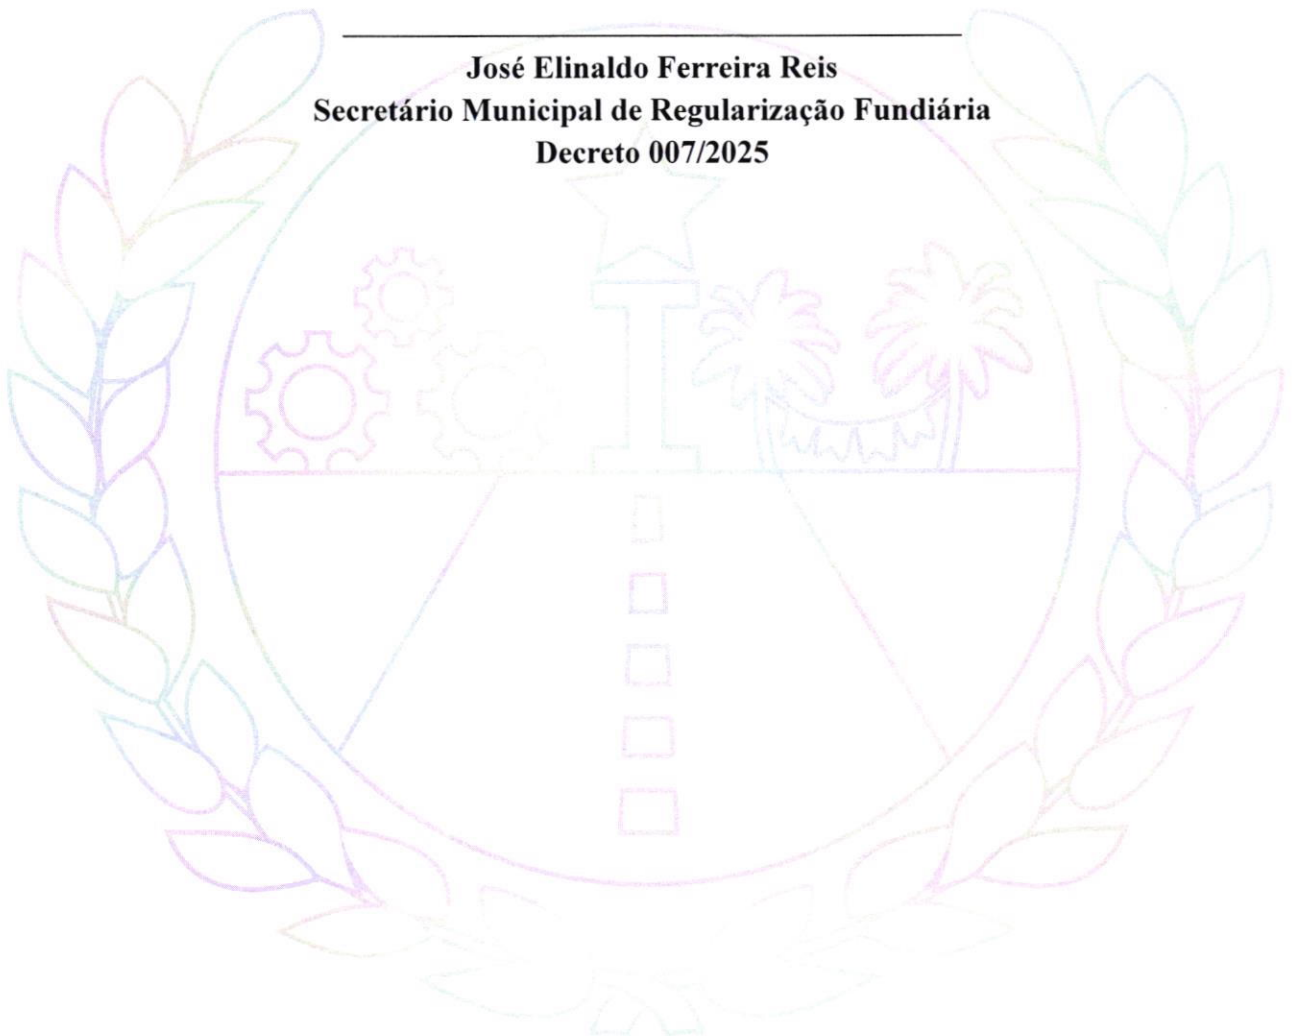 José Elinaldo Ferreira Reis
Secretário Municipal de Regularização Fundiária
Decreto 007/2025